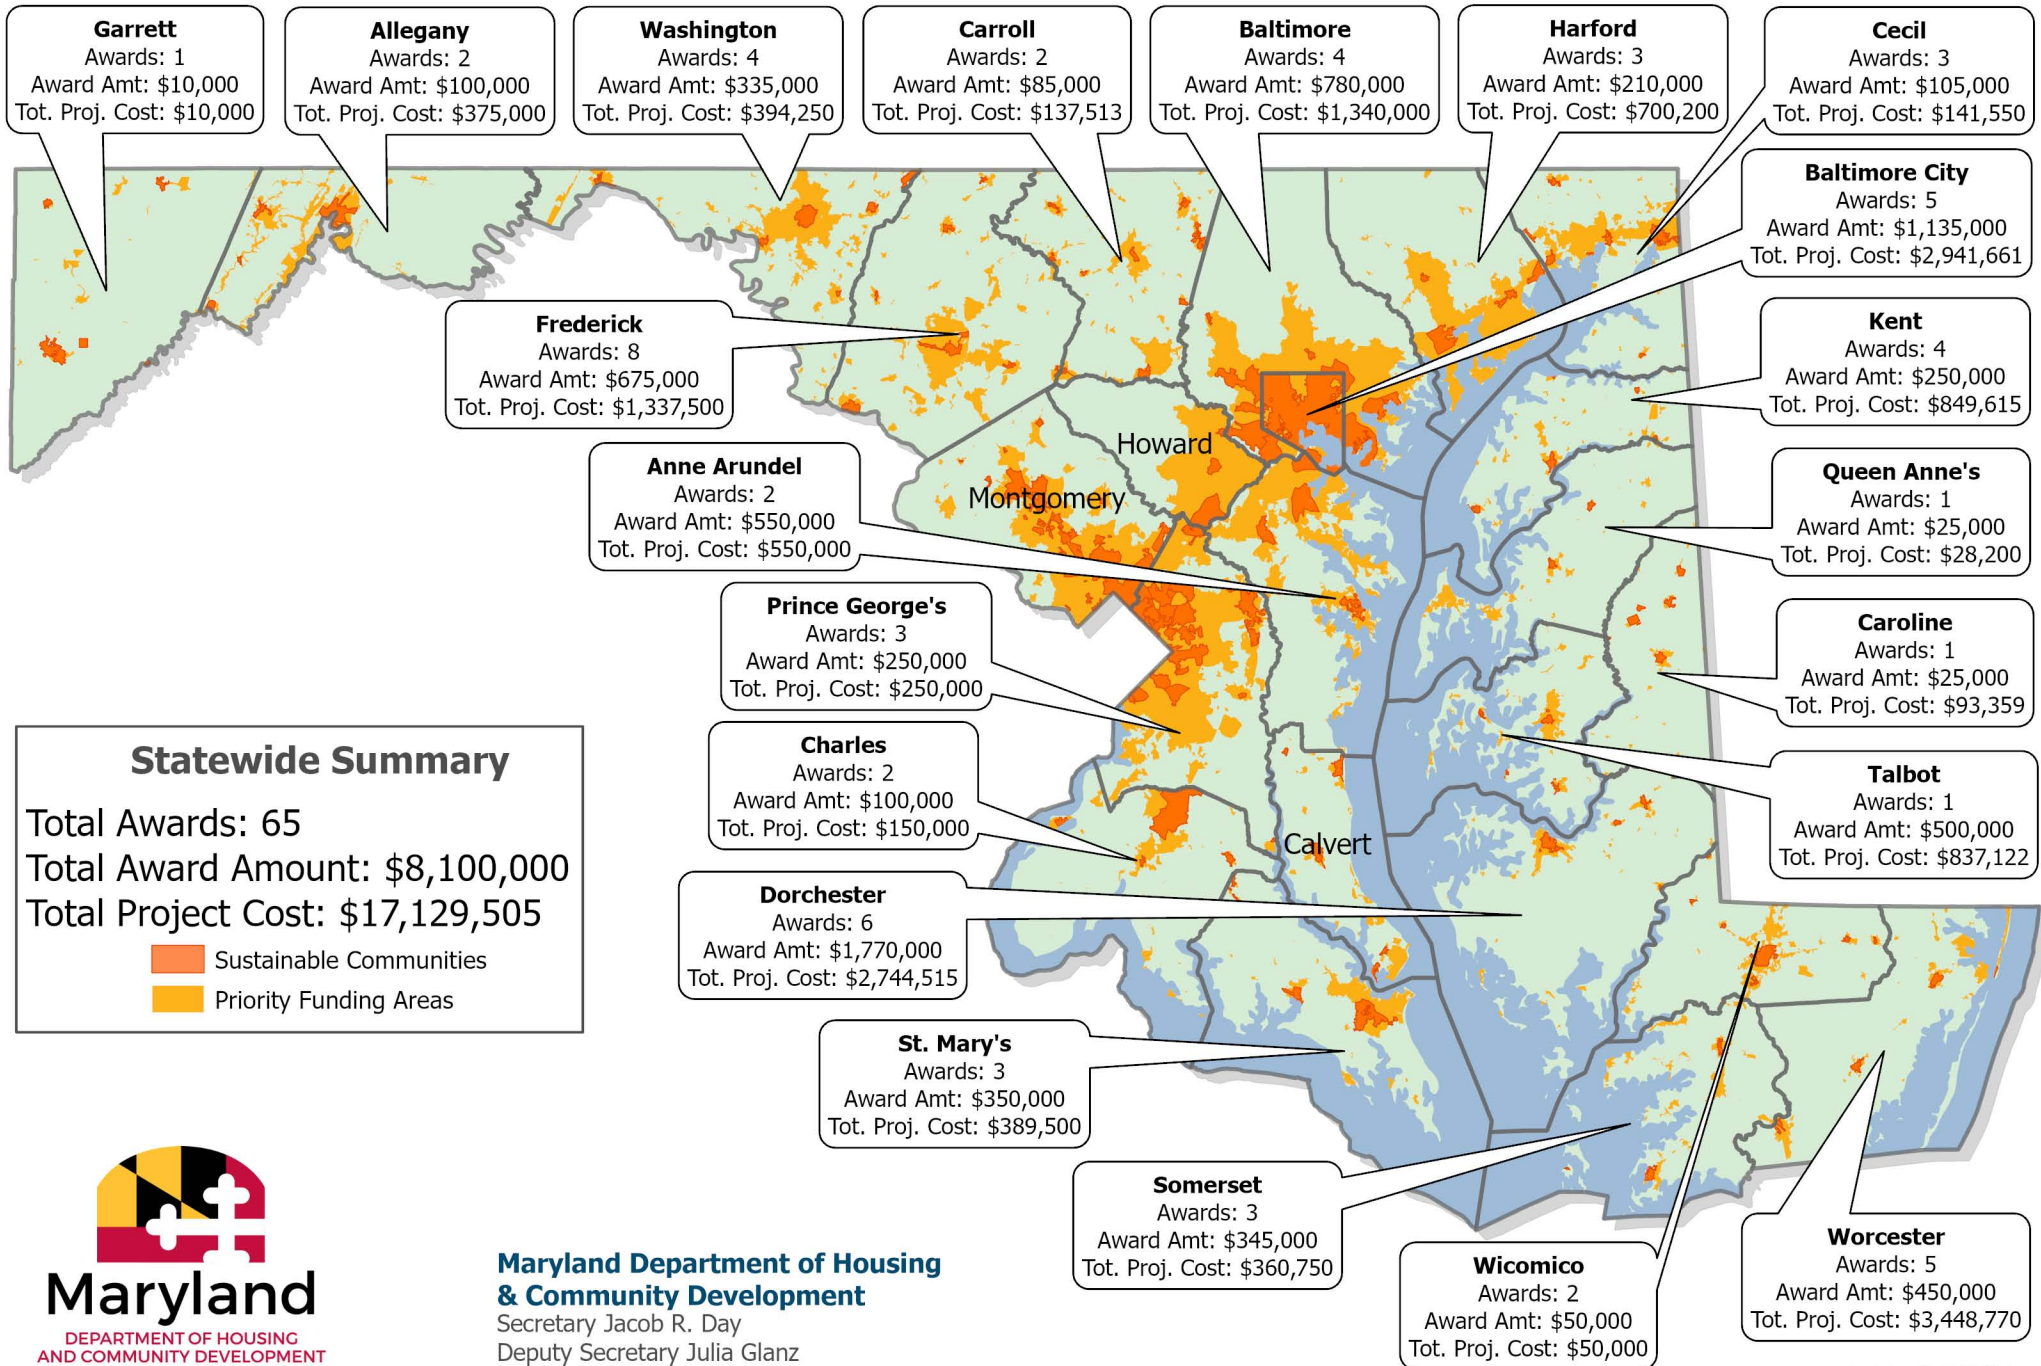 Garrett
Awards: 1
Award Amt: $10,000
Tot. Proj. Cost: $10,000
Allegany
Awards: 2
Award Amt: $100,000
Tot. Proj. Cost: $375,000
Washington
Awards: 4
Award Amt: $335,000
Tot. Proj. Cost: $394,250
Carroll
Awards: 2
Award Amt: $85,000
Tot. Proj. Cost: $137,513
Baltimore
Awards: 4
Award Amt: $780,000
Tot. Proj. Cost: $1,340,000
Harford
Awards: 3
Award Amt: $210,000
Tot. Proj. Cost: $700,200
Cecil
Awards: 3
Award Amt: $105,000
Tot. Proj. Cost: $141,550
Baltimore City
Awards: 5
Award Amt: $1,135,000
Tot. Proj. Cost: $2,941,661
Frederick
Awards: 8
Award Amt: $675,000
Tot. Proj. Cost: $1,337,500
Kent
Awards: 4
Award Amt: $250,000
Tot. Proj. Cost: $849,615
Howard
Montgomery
Anne Arundel
Awards: 2
Award Amt: $550,000
Tot. Proj. Cost: $550,000
Queen Anne's
Awards: 1
Award Amt: $25,000
Tot. Proj. Cost: $28,200
Prince George's
Awards: 3
Award Amt: $250,000
Tot. Proj. Cost: $250,000
Caroline
Awards: 1
Award Amt: $25,000
Tot. Proj. Cost: $93,359
Charles
Awards: 2
Award Amt: $100,000
Tot. Proj. Cost: $150,000
Calvert
Talbot
Awards: 1
Award Amt: $500,000
Tot. Proj. Cost: $837,122
Statewide Summary
Total Awards: 65
Total Award Amount: $8,100,000
Total Project Cost: $17,129,505
Sustainable Communities
Priority Funding Areas
Dorchester
Awards: 6
Award Amt: $1,770,000
Tot. Proj. Cost: $2,744,515
St. Mary's
Awards: 3
Award Amt: $350,000
Tot. Proj. Cost: $389,500
Somerset
Awards: 3
Award Amt: $345,000
Tot. Proj. Cost: $360,750
Wicomico
Awards: 2
Award Amt: $50,000
Tot. Proj. Cost: $50,000
Worcester
Awards: 5
Award Amt: $450,000
Tot. Proj. Cost: $3,448,770
Maryland
DEPARTMENT OF HOUSING
AND COMMUNITY DEVELOPMENT
Maryland Department of Housing
& Community Development
Secretary Jacob R. Day
Deputy Secretary Julia Glanz